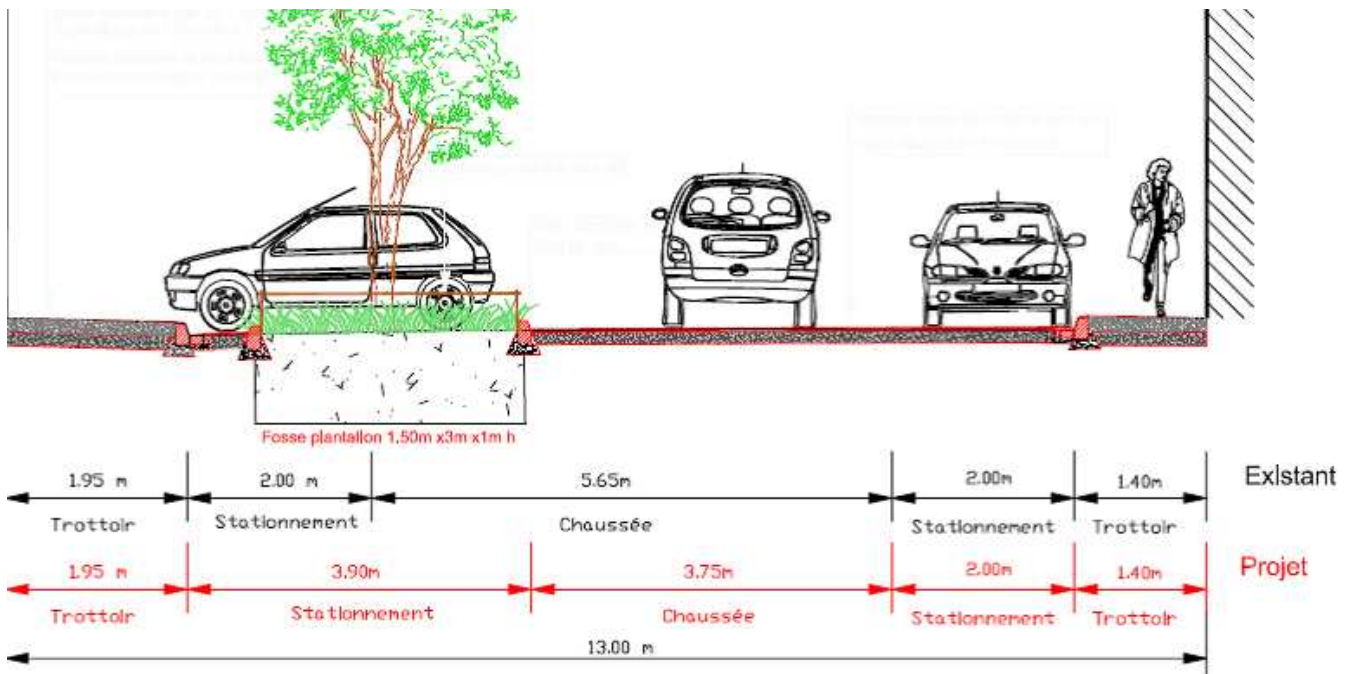 Fosse plantation 1.50m x3m x1m h
1.95 m 2.00 m 5.65m 2.00m 1.40m Existant
Trottoir Stationnement Chaussée Stationnement Trottoir
1.95 m 3.90m 3.75m 2.00m 1.40m Projet
Trottoir Stationnement Chaussée Stationnement Trottoir
13.00 m